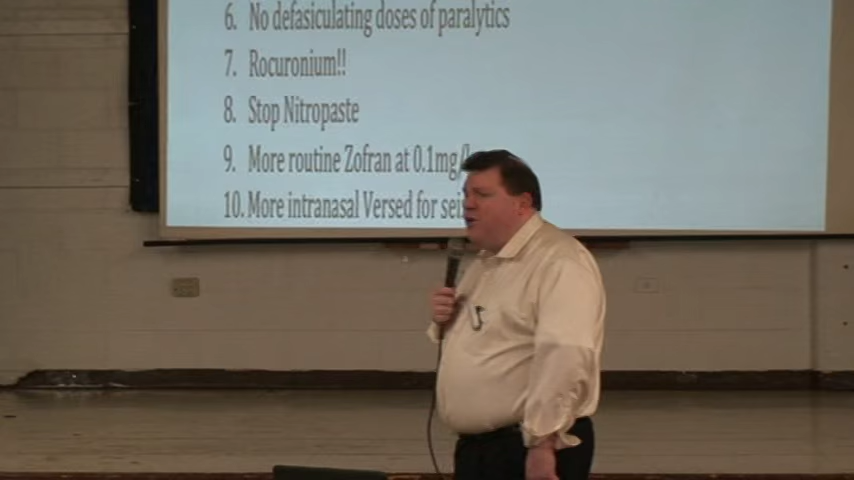 6. No defasiculating doses of paralytics
7. Rocuronium!!
8. Stop Nitropaste
9. More routine Zofran at 0.1mg/
10. More intranasal Versed for